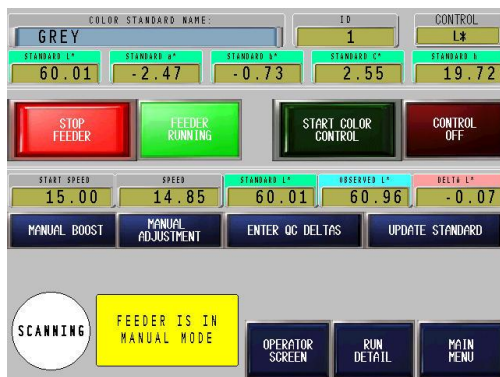 COLOR STANDARD NAME: ID CONTROL
GREY 1 L*
STANDARD L* STANDARD a* STANDARD b* STANDARD C* STANDARD h
60.01 -2.47 -0.73 2.55 19.72
STOP FEEDER
FEEDER RUNNING
START COLOR CONTROL
CONTROL OFF
START SPEED SPEED STANDARD L* OBSERVED L* DELTA L*
15.00 14.85 60.01 60.96 -0.07
MANUAL BOOST
MANUAL ADJUSTMENT
ENTER QC DELTAS
UPDATE STANDARD
SCANNING
FEEDER IS IN
MANUAL MODE
OPERATOR SCREEN
RUN DETAIL
MAIN MENU